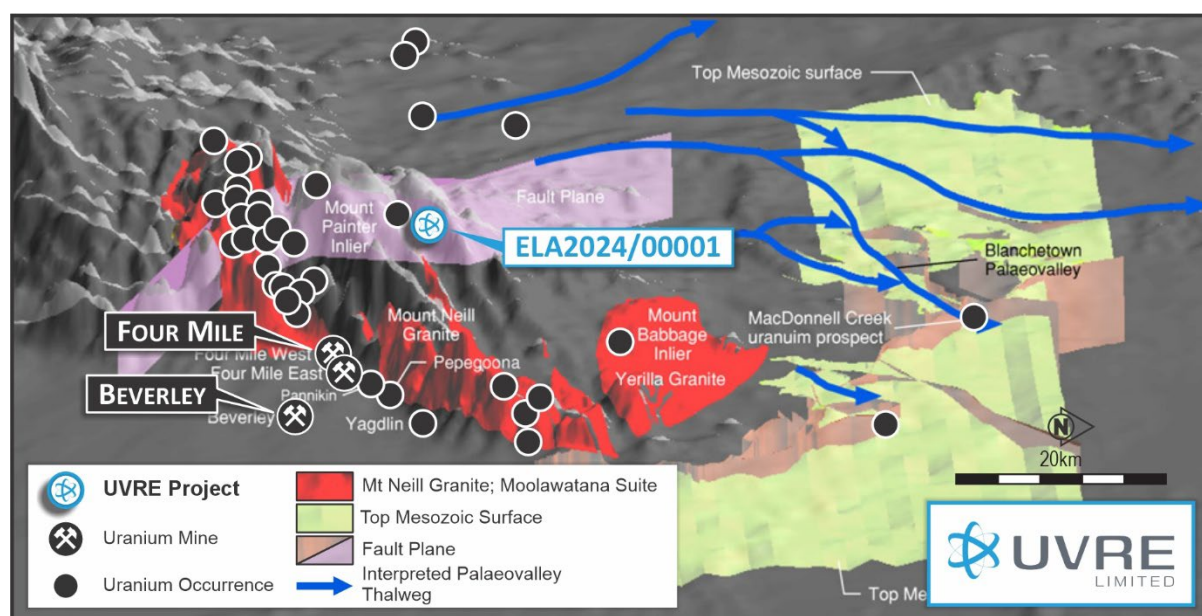 Top Mesozoic surface
Fault Plane
Mount
Painter
Inlier
ELA2024/00001
Blanchetown
Palaeovalley
Mount Neill
Granite
Mount
Babbage
Inlier
MacDonnell Creek
uranuim prospect
FOUR MILE
Four Mile West
Four Mile East
Pepegoona
Yerilla Granite
Pannikin
BEVERLEY
Beverley
Yagdlin
N
20km
UVRE Project
Uranium Mine
Uranium Occurrence
Mt Neill Granite; Moolawatana Suite
Top Mesozoic Surface
Fault Plane
Interpreted Palaeovalley
Thalweg
Top Me
UVRE
LIMITED